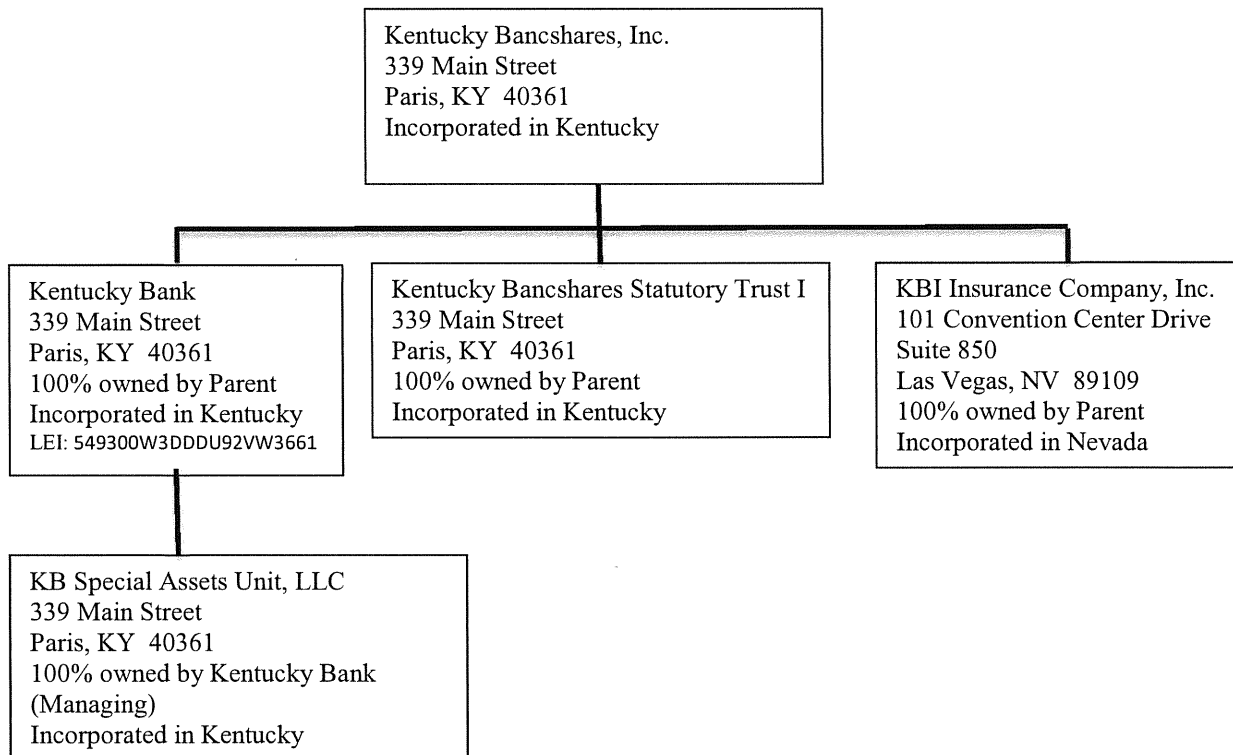 Kentucky Bancshares, Inc.
339 Main Street
Paris, KY 40361
Incorporated in Kentucky
Kentucky Bank
339 Main Street
Paris, KY 40361
100% owned by Parent
Incorporated in Kentucky
LEI: 549300W3DDDU92VW3661
Kentucky Bancshares Statutory Trust I
339 Main Street
Paris, KY 40361
100% owned by Parent
Incorporated in Kentucky
KBI Insurance Company, Inc.
101 Convention Center Drive
Suite 850
Las Vegas, NV 89109
100% owned by Parent
Incorporated in Nevada
KB Special Assets Unit, LLC
339 Main Street
Paris, KY 40361
100% owned by Kentucky Bank
(Managing)
Incorporated in Kentucky